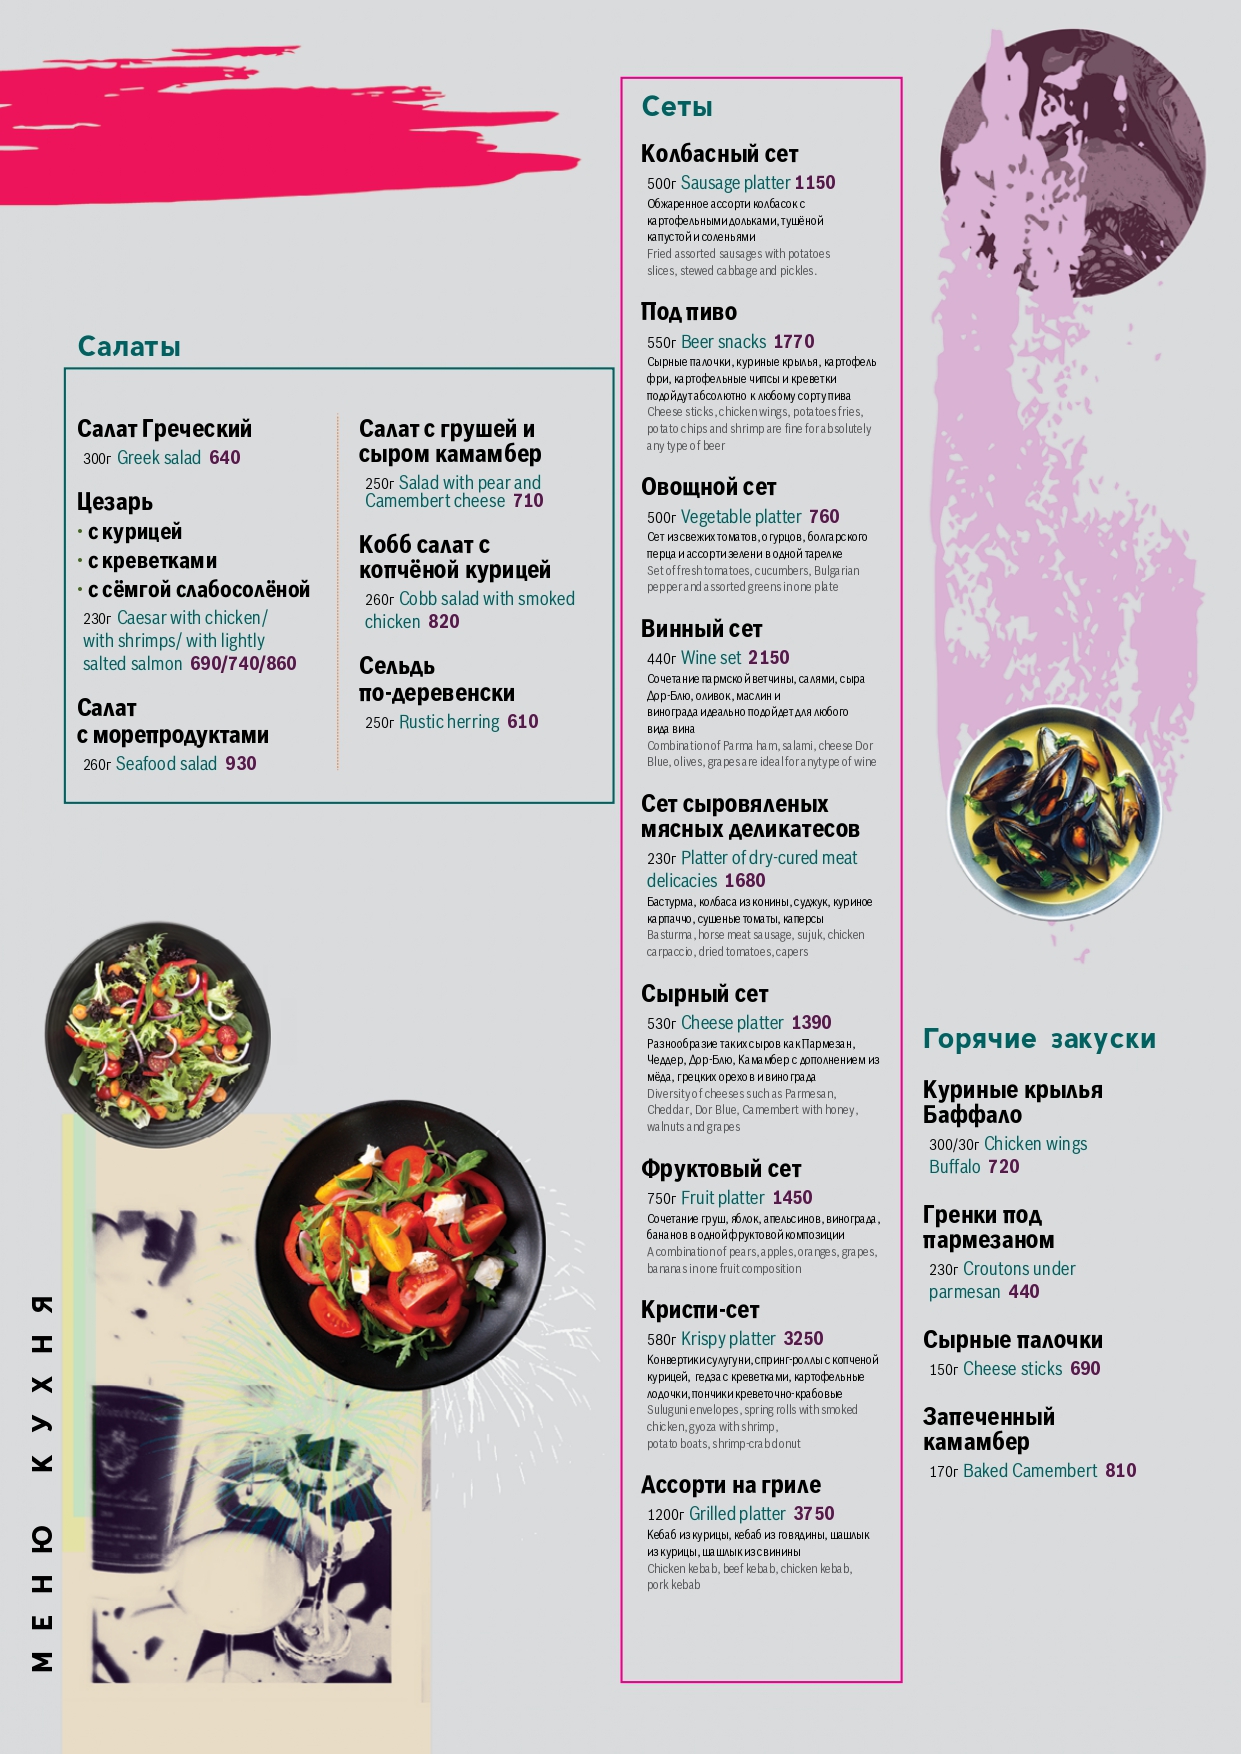 Салаты
Салат Греческий
300г Greek salad 640
Цезарь
· с курицей
· с креветками
· с сёмгой слабосолёной
230г Caesar with chicken/
with shrimps/ with lightly
salted salmon 690/740/860
Салат
с морепродуктами
260г Seafood salad 930
Салат с грушей и
сыром камамбер
250г Salad with pear and
Camembert cheese 710
Кобб салат с
копчёной курицей
260г Cobb salad with smoked
chicken 820
Сельдь
по-деревенски
250г Rustic herring 610
Сеты
Колбасный сет
500г Sausage platter 1150
Обжаренное ассорти колбасок с
картофельными дольками, тушёной
капустой и соленьями
Fried assorted sausages with potatoes
slices, stewed cabbage and pickles.
Под пиво
550г Beer snacks 1770
Сырные палочки, куриные крылья, картофель
фри, картофельные чипсы и креветки
подойдут абсолютно к любому сорту пива
Cheese sticks, chicken wings, potatoes fries,
potato chips and shrimp are fine for absolutely
any type of beer
Овощной сет
500г Vegetable platter 760
Сет из свежих томатов, огурцов, болгарского
перца и ассорти зелени в одной тарелке
Set of fresh tomatoes, cucumbers, Bulgarian
pepper and assorted greens in one plate
Винный сет
440г Wine set 2150
Сочетание пармской ветчины, салями, сыра
Дор-Блю, оливок, маслин и
винограда идеально подойдет для любого
вида вина
Combination of Parma ham, salami, cheese Dor
Blue, olives, grapes are ideal for anytype of wine
Сет сыровяленых
мясных деликатесов
230г Platter of dry-cured meat
delicacies 1680
Бастурма, колбаса из конины, суджук, куриное
карпаччо, сушеные томаты, каперсы
Basturma, horse meat sausage, sujuk, chicken
carpaccio, dried tomatoes, capers
Сырный сет
530г Cheese platter 1390
Разнообразие таких сыров как Пармезан,
Чеддер, Дор-Блю, Камамбер с дополнением из
мёда, грецких орехов и винограда
Diversity of cheeses such as Parmesan,
Cheddar, Dor Blue, Camembert with honey,
walnuts and grapes
Фруктовый сет
750г Fruit platter 1450
Сочетание груш, яблок, апельсинов, винограда,
бананов в одной фруктовой композиции
A combination of pears, apples, oranges, grapes,
bananas in one fruit composition
Криспи-сет
580г Krispy platter 3250
Конвертики сулугуни, спринг-роллы с копченой
курицей, гедза с креветками, картофельные
лодочки, пончики креветочно-крабовые
Suluguni envelopes, spring rolls with smoked
chicken, gyoza with shrimp,
potato boats, shrimp-crab donut
Ассорти на гриле
1200г Grilled platter 3750
Кебаб из курицы, кебаб из говядины, шашлык
из курицы, шашлык из свинины
Chicken kebab, beef kebab, chicken kebab,
pork kebab
Горячие закуски
Куриные крылья
Баффало
300/30г Chicken wings
Buffalo 720
Гренки под
пармезаном
230г Croutons under
parmesan 440
Сырные палочки
150г Cheese sticks 690
Запеченный
камамбер
170г Baked Camembert 810
МЕНЮ КУХНЯ